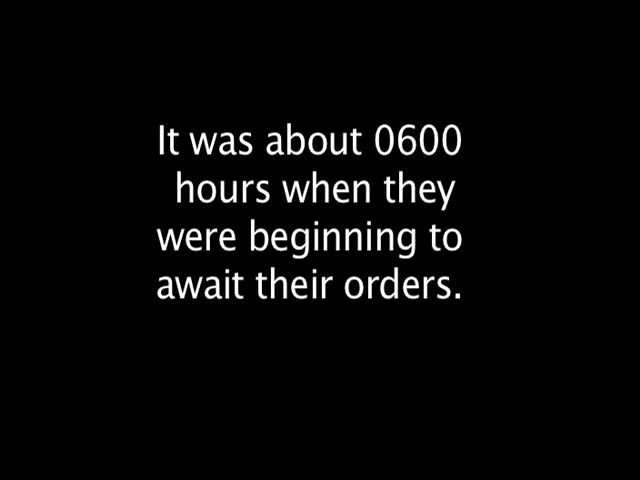 It was about 0600
hours when they
were beginning to
await their orders.